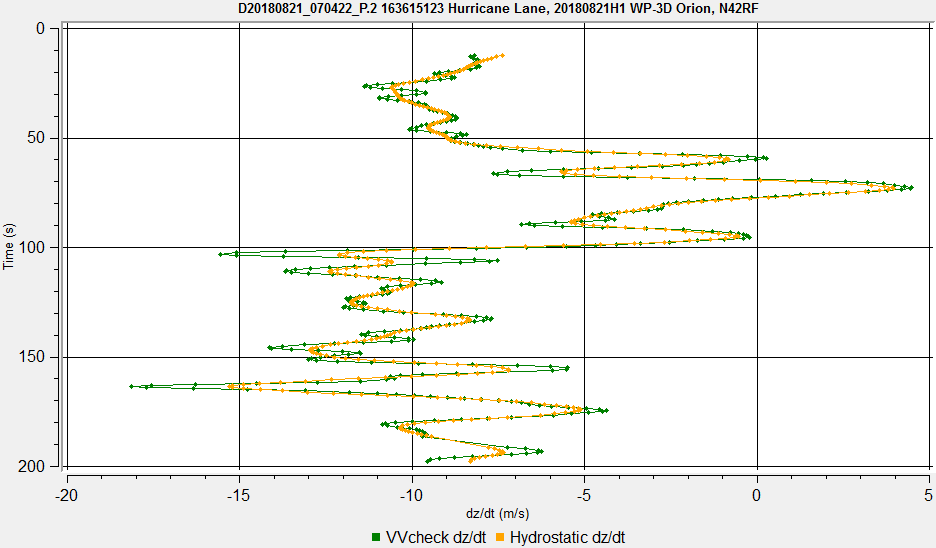 D20180821_070422_P.2 163615123 Hurricane Lane, 20180821H1 WP-3D Orion, N42RF
0
50
100
150
200
Time (s)
-20 -15 -10 -5 0 5
dz/dt (m/s)
VVcheck dz/dt Hydrostatic dz/dt